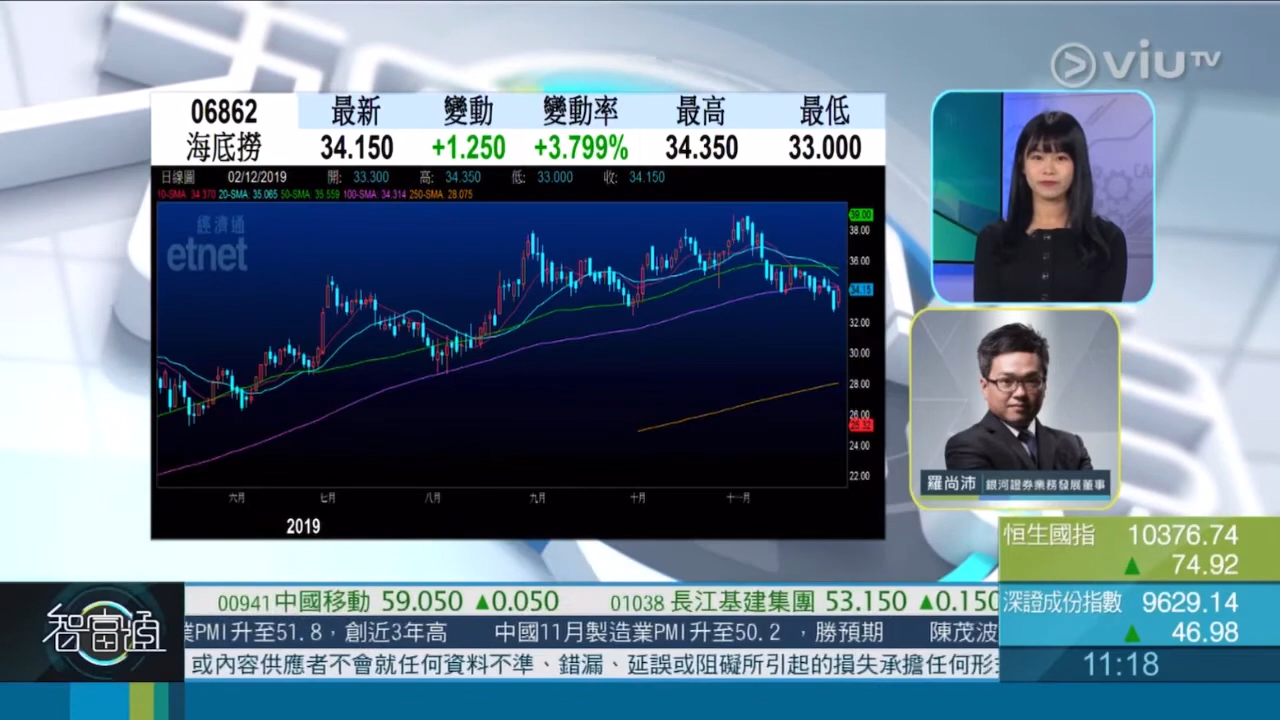 viu TV
06862 最新 變動 變動率 最高 最低
海底撈 34.150 +1.250 +3.799% 34.350 33.000
日線圖 02/12/2019 開: 33.300 高: 34.350 低: 33.000 收: 34.150
10-SMA: 34.370 20-SMA: 35.065 50-SMA: 35.559 100-SMA: 34.314 250-SMA: 28.075
經濟通
etnet
39.00
38.00
36.00
34.15
32.00
30.00
28.00
26.00
25.32
24.00
22.00
六月 七月 八月 九月 十月 十一月
2019
羅尚沛 銀河證券業務發展董事
恒生國指 10376.74
▲ 74.92
深證成份指數 9629.14
▲ 46.98
11:18
智富通
00941 中國移動 59.050 ▲0.050 01038 長江基建集團 53.150 ▲0.150
業PMI升至51.8，創近3年高 中國11月製造業PMI升至50.2，勝預期 陳茂波
或內容供應者不會就任何資料不準、錯漏、延誤或阻礙所引起的損失承擔任何形